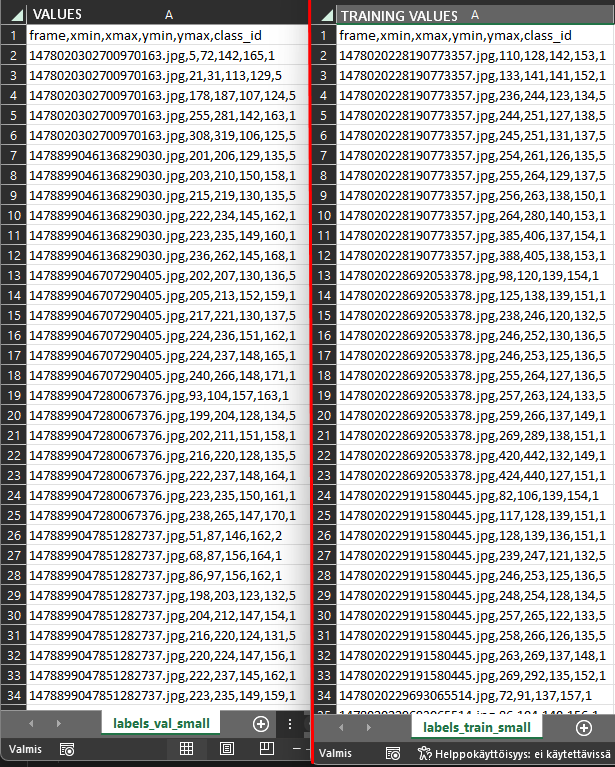 VALUES A
1 frame,xmin,xmax,ymin,ymax,class_id
2 1478020302700970163.jpg,5,72,142,165,1
3 1478020302700970163.jpg,21,31,113,129,5
4 1478020302700970163.jpg,178,187,107,124,5
5 1478020302700970163.jpg,255,281,142,163,1
6 1478020302700970163.jpg,308,319,106,125,5
7 1478899046136829030.jpg,201,206,129,135,5
8 1478899046136829030.jpg,203,210,150,158,1
9 1478899046136829030.jpg,215,219,130,135,5
10 1478899046136829030.jpg,222,234,145,162,1
11 1478899046136829030.jpg,223,235,149,160,1
12 1478899046136829030.jpg,236,262,145,168,1
13 1478899046707290405.jpg,202,207,130,136,5
14 1478899046707290405.jpg,205,213,152,159,1
15 1478899046707290405.jpg,217,221,130,137,5
16 1478899046707290405.jpg,224,236,151,162,1
17 1478899046707290405.jpg,224,237,148,165,1
18 1478899046707290405.jpg,240,266,148,171,1
19 1478899047280067376.jpg,93,104,157,163,1
20 1478899047280067376.jpg,199,204,128,134,5
21 1478899047280067376.jpg,202,211,151,158,1
22 1478899047280067376.jpg,216,220,128,135,5
23 1478899047280067376.jpg,222,237,148,164,1
24 1478899047280067376.jpg,223,235,150,161,1
25 1478899047280067376.jpg,238,265,147,170,1
26 1478899047851282737.jpg,51,87,146,162,2
27 1478899047851282737.jpg,68,87,156,164,1
28 1478899047851282737.jpg,86,97,156,162,1
29 1478899047851282737.jpg,198,203,123,132,5
30 1478899047851282737.jpg,204,212,147,154,1
31 1478899047851282737.jpg,216,220,124,131,5
32 1478899047851282737.jpg,220,224,147,156,1
33 1478899047851282737.jpg,222,237,145,162,1
34 1478899047851282737.jpg,223,235,149,159,1
labels_val_small
Valmis
TRAINING VALUES A
1 frame,xmin,xmax,ymin,ymax,class_id
2 1478020228190773357.jpg,110,128,142,153,1
3 1478020228190773357.jpg,133,141,141,152,1
4 1478020228190773357.jpg,236,244,123,134,5
5 1478020228190773357.jpg,244,251,127,138,5
6 1478020228190773357.jpg,245,251,131,137,5
7 1478020228190773357.jpg,254,261,126,135,5
8 1478020228190773357.jpg,255,264,129,137,5
9 1478020228190773357.jpg,256,263,138,150,1
10 1478020228190773357.jpg,264,280,140,153,1
11 1478020228190773357.jpg,385,406,137,154,1
12 1478020228190773357.jpg,388,405,138,153,1
13 1478020228692053378.jpg,98,120,139,154,1
14 1478020228692053378.jpg,125,138,139,151,1
15 1478020228692053378.jpg,238,246,120,132,5
16 1478020228692053378.jpg,246,252,130,136,5
17 1478020228692053378.jpg,246,253,125,136,5
18 1478020228692053378.jpg,255,264,127,136,5
19 1478020228692053378.jpg,257,263,124,133,5
20 1478020228692053378.jpg,259,266,137,149,1
21 1478020228692053378.jpg,269,289,138,151,1
22 1478020228692053378.jpg,420,442,132,149,1
23 1478020228692053378.jpg,424,440,127,151,1
24 1478020229191580445.jpg,82,106,139,154,1
25 1478020229191580445.jpg,117,128,139,151,1
26 1478020229191580445.jpg,128,139,136,151,1
27 1478020229191580445.jpg,239,247,121,132,5
28 1478020229191580445.jpg,246,253,125,136,5
29 1478020229191580445.jpg,248,254,128,134,5
30 1478020229191580445.jpg,257,265,122,133,5
31 1478020229191580445.jpg,258,266,126,135,5
32 1478020229191580445.jpg,263,269,137,148,1
33 1478020229191580445.jpg,269,292,135,152,1
34 1478020229693065514.jpg,72,91,137,157,1
labels_train_small
Valmis Helppokäyttöisyys: ei käytettävissä